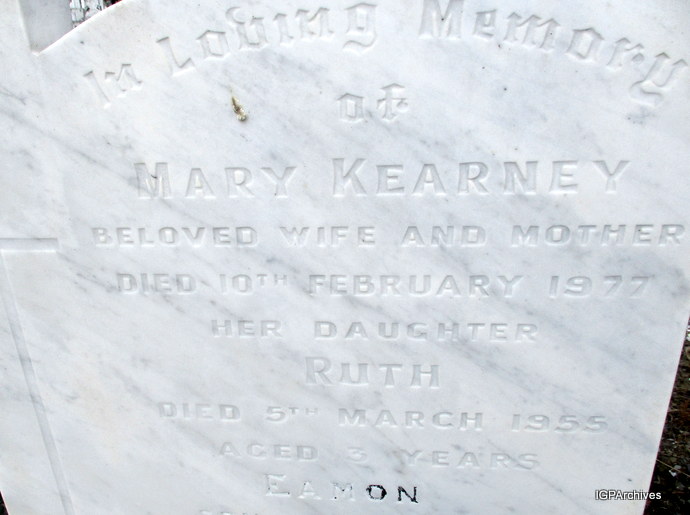 In Loving Memory
of
MARY KEARNEY
BELOVED WIFE AND MOTHER
DIED 10TH FEBRUARY 1977
HER DAUGHTER
RUTH
DIED 5TH MARCH 1955
AGED 3 YEARS
EAMON
IGPArchives